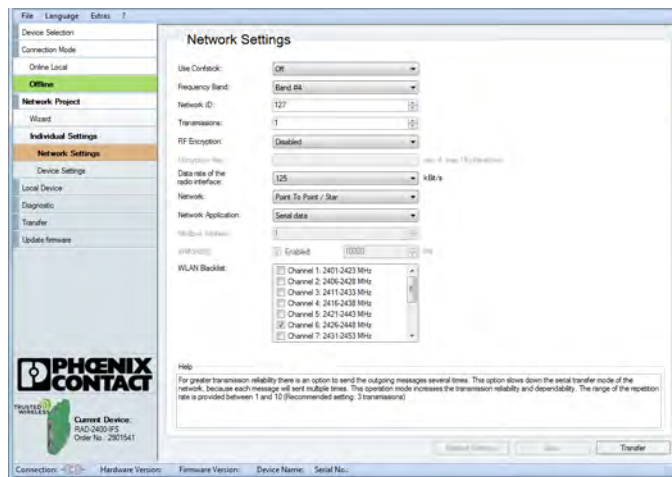 File Language Extras ?
Device Selection
Connection Mode
Online Local
Offline
Network Project
Wizard
Individual Settings
Network Settings
Device Settings
Local Device
Diagnostic
Transfer
Update firmware
PHOENIX
CONTACT
TRUSTED
WIRELESS
Current Device:
RAD-2400-IFS
Order No.: 2901541
Network Settings
Use Confstick: Off
Frequency Band: Band #4
Network ID: 127
Transmissions: 1
RF Encryption: Disabled
Data rate of the
radio interface: 125 kBit/s
Network: Point To Point / Star
Network Application: Serial data
1
Enabled 10000 ms
WLAN Blacklist:
Channel 1: 2401-2423 MHz
Channel 2: 2406-2428 MHz
Channel 3: 2411-2433 MHz
Channel 4: 2416-2438 MHz
Channel 5: 2421-2443 MHz
Channel 6: 2426-2448 MHz
Channel 7: 2431-2453 MHz
Help
For greater transmission reliability there is an option to send the outgoing messages several times. This option slows down the serial transfer mode of the
network, because each message will sent multiple times. This operation mode increases the transmission reliability and dependability. The range of the repetition
rate is provided between 1 and 10 (Recommended setting: 3 transmissions)
Transfer
Connection: Hardware Version: Firmware Version: Device Name: Serial No.: